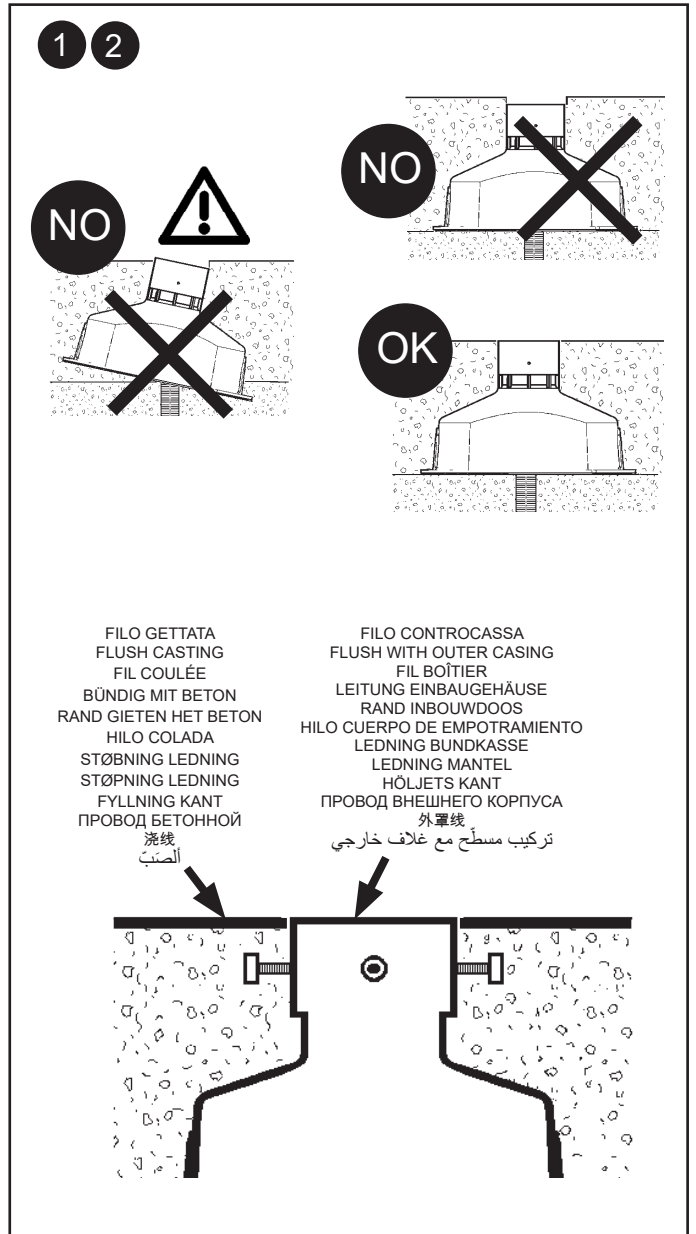 1 2
NO
NO
OK
FILO GETTATA
FLUSH CASTING
FIL COULÉE
BÜNDIG MIT BETON
RAND GIETEN HET BETON
HILO COLADA
STØBNING LEDNING
STØPNING LEDNING
FYLLNING KANT
ПРОВОД БЕТОННОЙ
浇线
ألصَبّ
FILO CONTROCASSA
FLUSH WITH OUTER CASING
FIL BOÎTIER
LEITUNG EINBAUGEHÄUSE
RAND INBOUWDOOS
HILO CUERPO DE EMPOTRAMIENTO
LEDNING BUNDKASSE
LEDNING MANTEL
HÖLJETS KANT
ПРОВОД ВНЕШНЕГО КОРПУСА
外罩线
تركيب مسطّح مع غلاف خارجي